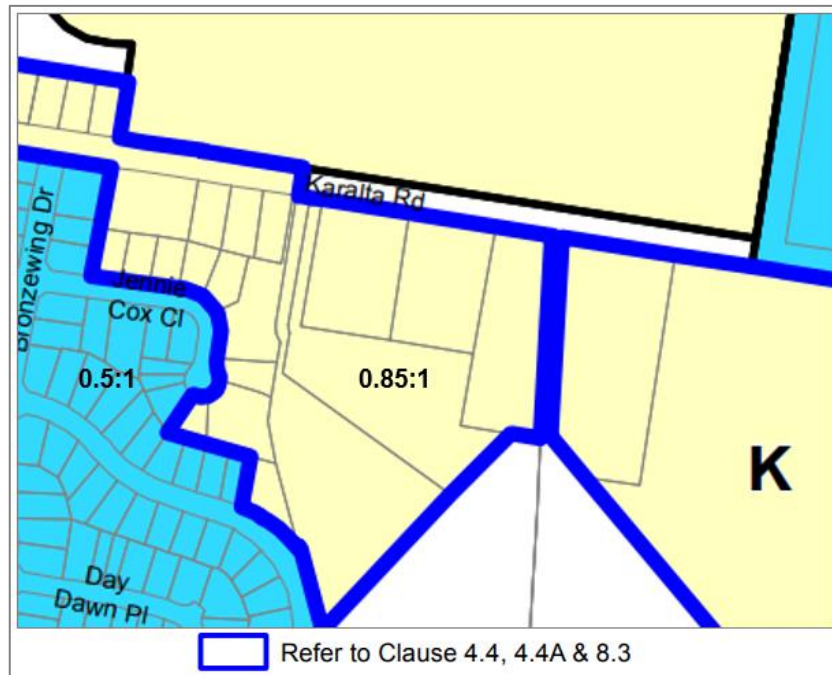 Karalta Rd
Bronzewing Dr
Jennie
Cox Cl
0.5:1
0.85:1
K
Day
Dawn Pl
Refer to Clause 4.4, 4.4A & 8.3